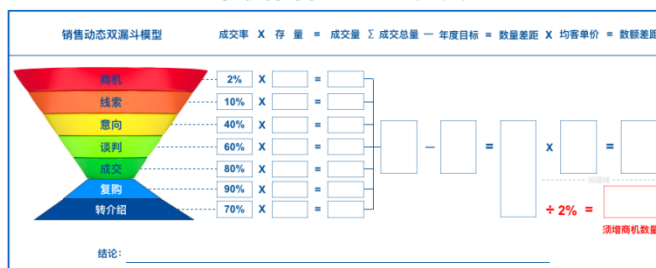 销售动态双漏斗模型 成交率 X 存 量 = 成交量 Σ 成交总量 — 年度目标 = 数量差距 X 均客单价 = 数额差距
商机 2% X =
线索 10% X =
意向 40% X =
谈判 60% X =
成交 80% X = — = X =
复购 90% X =
转介绍 70% X = ÷ 2% =
须增商机数量
结论: